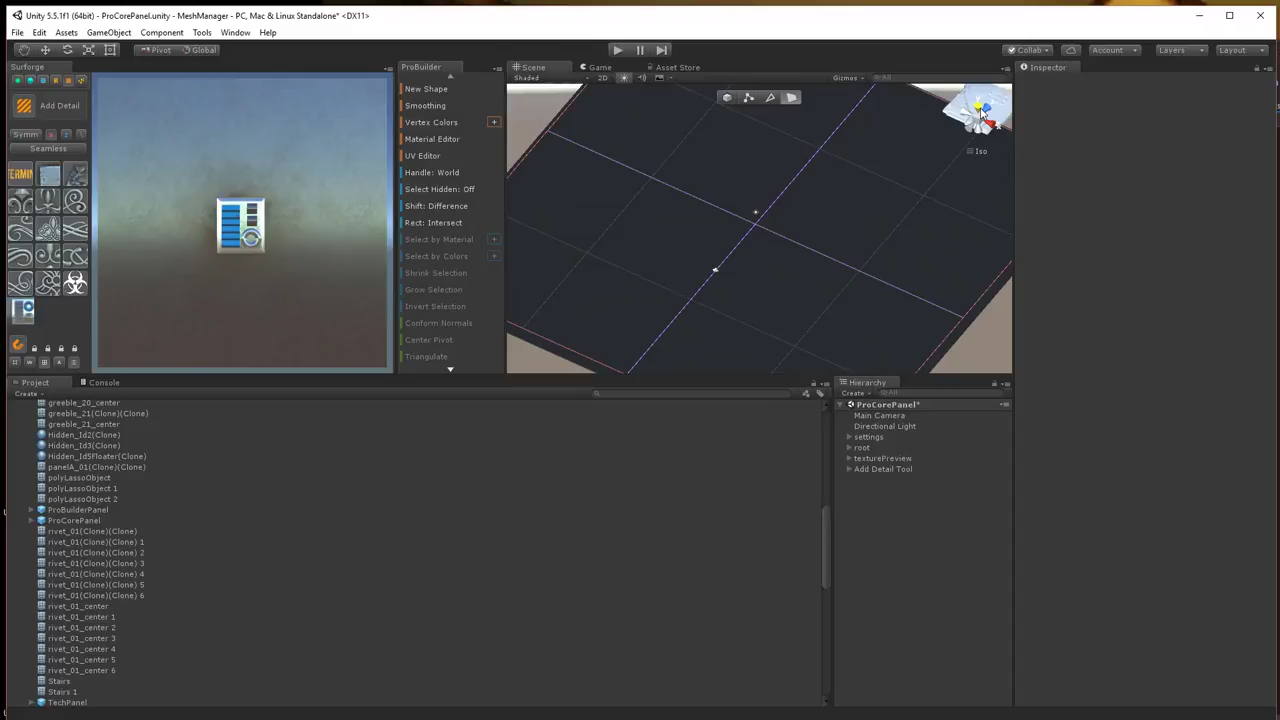 Unity 5.5.1f1 (64bit) - ProCorePanel.unity - MeshManager - PC, Mac & Linux Standalone* <DX11>
File Edit Assets GameObject Component Tools Window Help
Pivot Global
Collab Account Layers Layout
Surforge
Add Detail
Symm
Seamless
TERMIN
ProBuilder
New Shape
Smoothing
Vertex Colors
Material Editor
UV Editor
Handle: World
Select Hidden: Off
Shift: Difference
Rect: Intersect
Select by Material
Select by Colors
Shrink Selection
Grow Selection
Invert Selection
Conform Normals
Center Pivot
Triangulate
Scene Game Asset Store
Shaded 2D Gizmos All
x
Iso
Inspector
Project Console
Create
greeble_20_center
greeble_21(Clone)(Clone)
greeble_21_center
Hidden_Id2(Clone)
Hidden_Id3(Clone)
Hidden_Id5Floater(Clone)
panelA_01(Clone)(Clone)
polyLassoObject
polyLassoObject 1
polyLassoObject 2
ProBuilderPanel
ProCorePanel
rivet_01(Clone)(Clone)
rivet_01(Clone)(Clone) 1
rivet_01(Clone)(Clone) 2
rivet_01(Clone)(Clone) 3
rivet_01(Clone)(Clone) 4
rivet_01(Clone)(Clone) 5
rivet_01(Clone)(Clone) 6
rivet_01_center
rivet_01_center 1
rivet_01_center 2
rivet_01_center 3
rivet_01_center 4
rivet_01_center 5
rivet_01_center 6
Stairs
Stairs 1
TechPanel
Hierarchy
Create All
ProCorePanel*
Main Camera
Directional Light
settings
root
texturePreview
Add Detail Tool